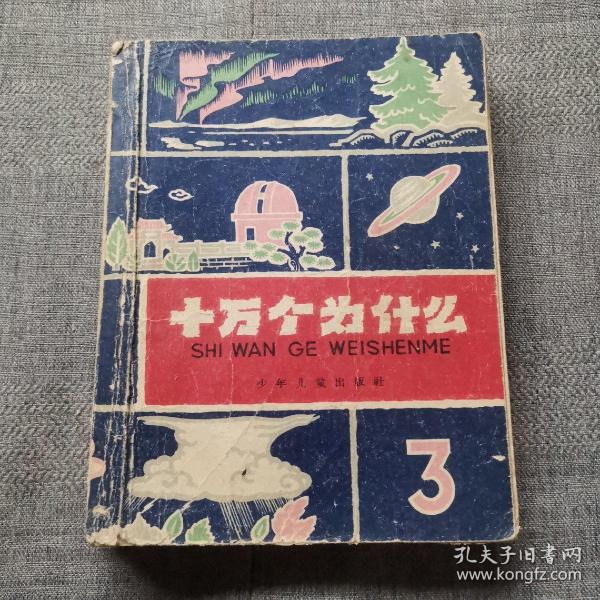 十万个为什么
SHI WAN GE WEISHENME
少年儿童出版社
3
孔夫子旧书网
www.kongfz.com